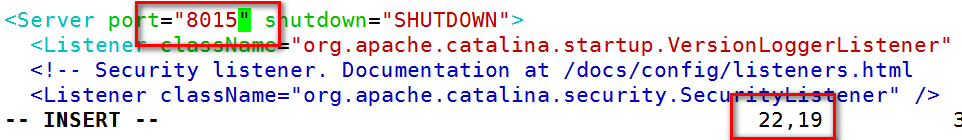 <Server port="8015" shutdown="SHUTDOWN">
<Listener className="org.apache.catalina.startup.VersionLoggerListener"
<!-- Security listener. Documentation at /docs/config/listeners.html
<Listener className="org.apache.catalina.security.SecurityListener" />
-- INSERT -- 22,19 3